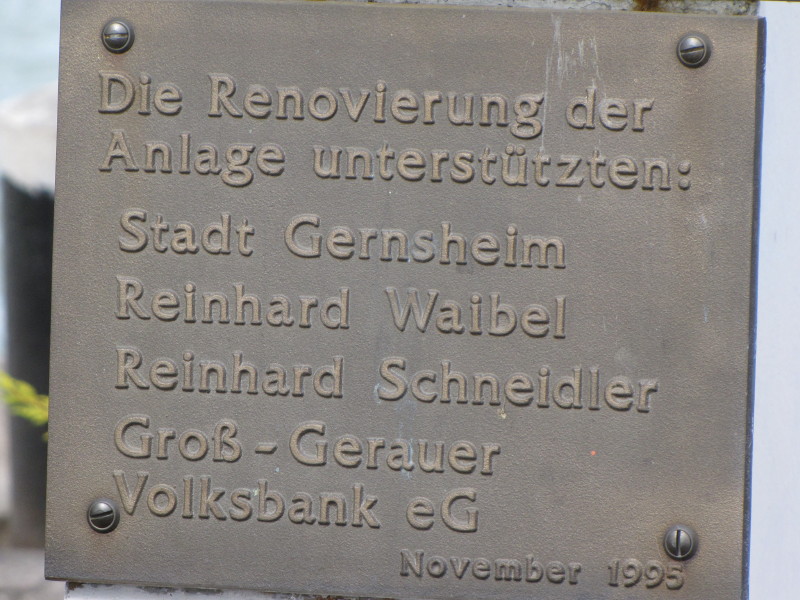 Die Renovierung der
Anlage unterstützten:
Stadt Gernsheim
Reinhard Waibel
Reinhard Schneidler
Groß-Gerauer
Volksbank eG
November 1995